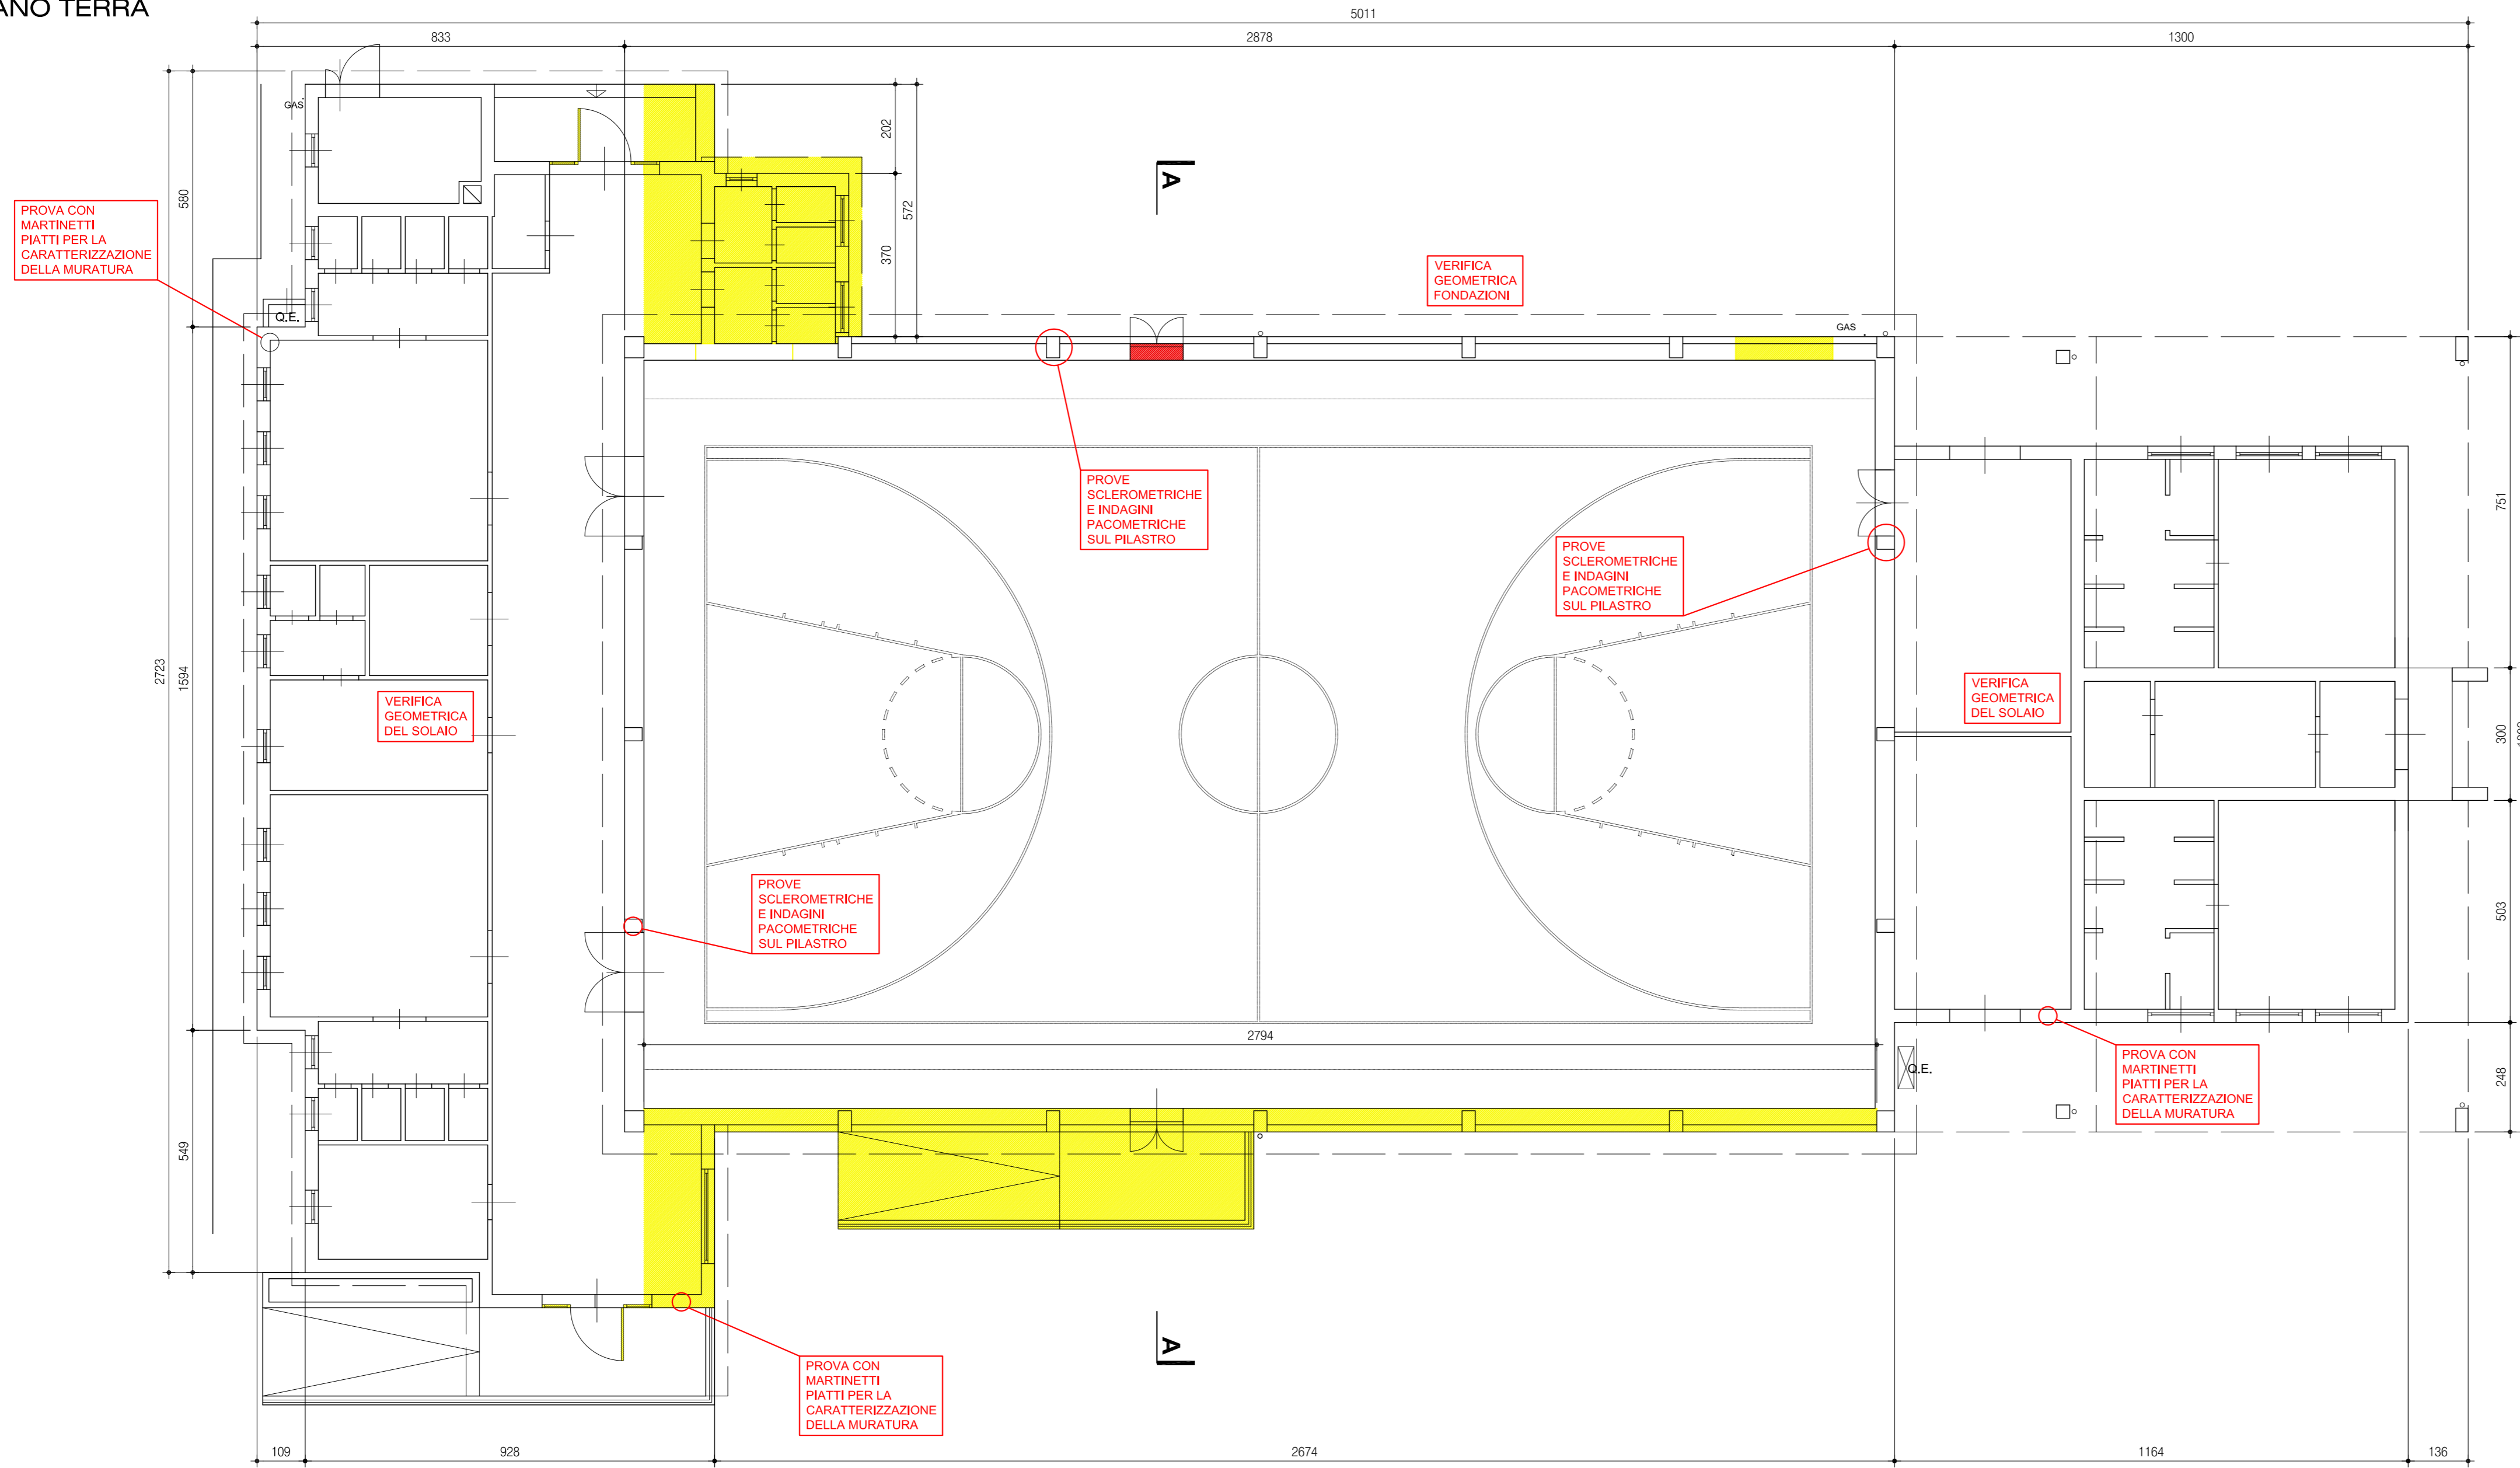 ANO TERRA
5011
833
2878
1300
GAS
202
580
572
370
A
PROVA CON
MARTINETTI
PIATTI PER LA
CARATTERIZZAZIONE
DELLA MURATURA
VERIFICA
GEOMETRICA
FONDAZIONI
Q.E.
GAS
PROVE
SCLEROMETRICHE
E INDAGINI
PACOMETRICHE
SUL PILASTRO
751
PROVE
SCLEROMETRICHE
E INDAGINI
PACOMETRICHE
SUL PILASTRO
2723
1594
VERIFICA
GEOMETRICA
DEL SOLAIO
VERIFICA
GEOMETRICA
DEL SOLAIO
300
PROVE
SCLEROMETRICHE
E INDAGINI
PACOMETRICHE
SUL PILASTRO
503
2794
Q.E.
PROVA CON
MARTINETTI
PIATTI PER LA
CARATTERIZZAZIONE
DELLA MURATURA
248
549
A
PROVA CON
MARTINETTI
PIATTI PER LA
CARATTERIZZAZIONE
DELLA MURATURA
109
928
2674
1164
136